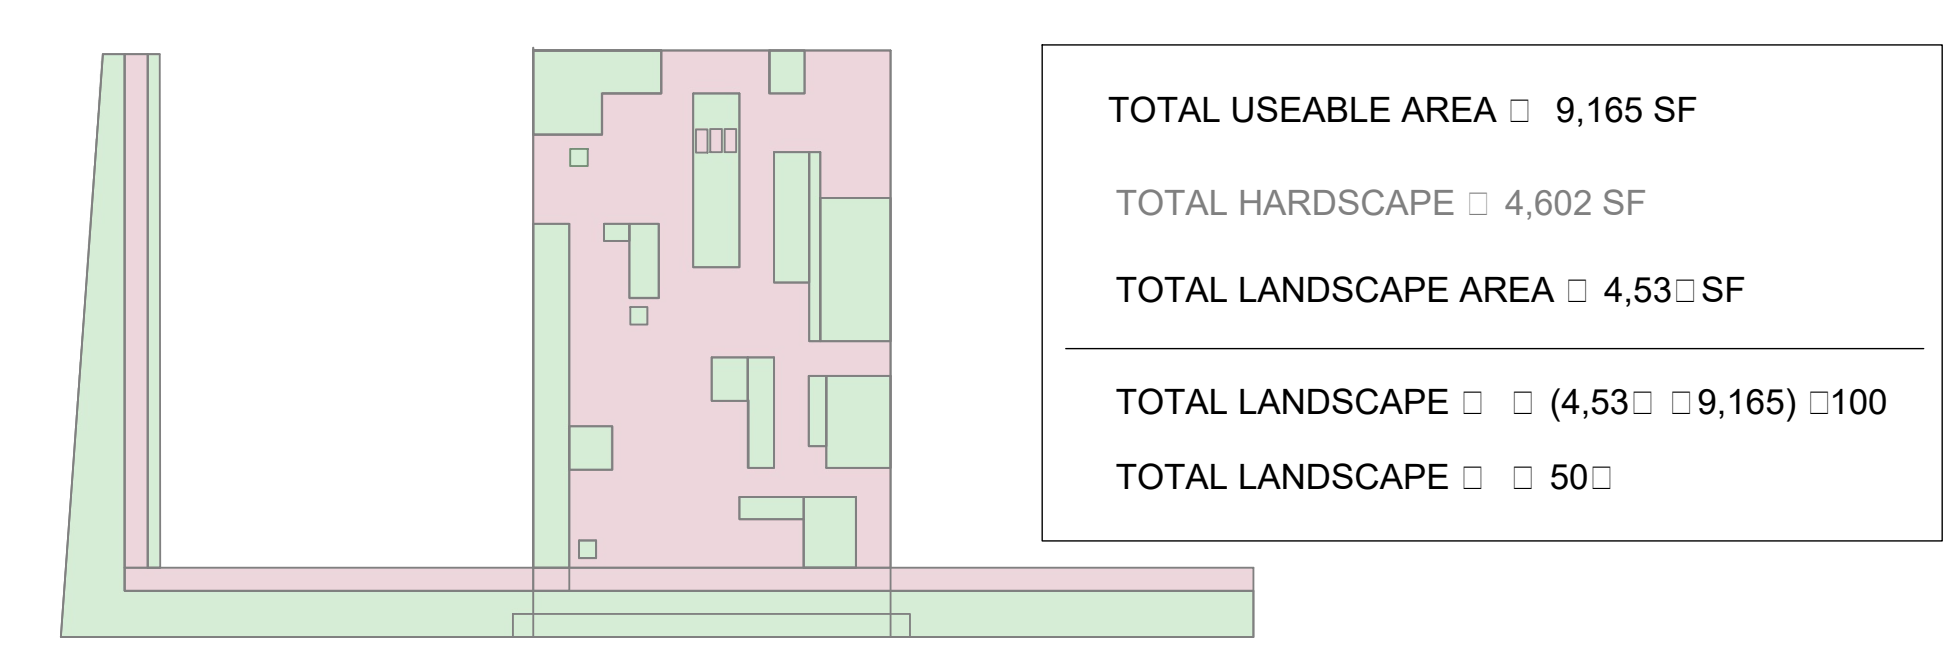 TOTAL USEABLE AREA □ 9,165 SF
TOTAL HARDSCAPE □ 4,602 SF
TOTAL LANDSCAPE AREA □ 4,53□ SF
TOTAL LANDSCAPE □ □ (4,53□ □ 9,165) □100
TOTAL LANDSCAPE □ □ 50□